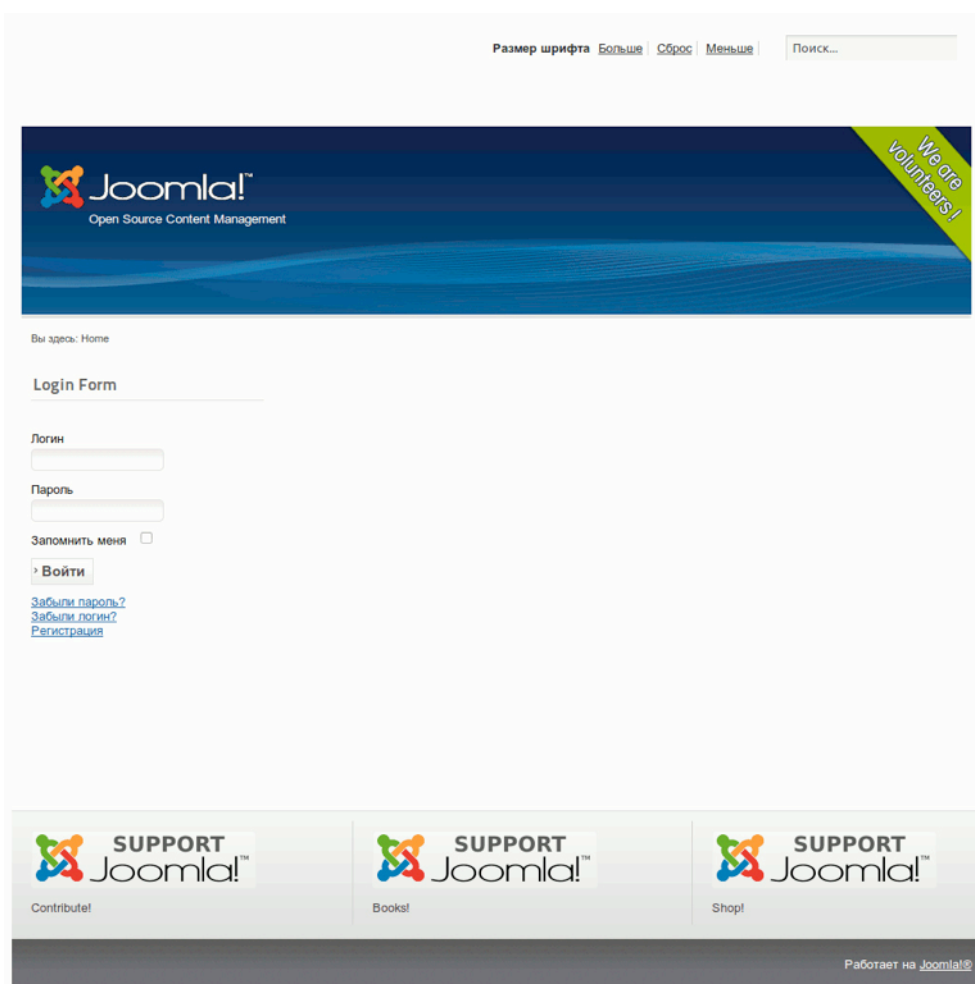 Размер шрифта Больше Сброс Меньше Поиск...
We are
volunteers!
Joomla!™
Open Source Content Management
Вы здесь: Home
Login Form
Логин
Пароль
Запомнить меня
› Войти
Забыли пароль?
Забыли логин?
Регистрация
SUPPORT
Joomla!™
Contribute!
SUPPORT
Joomla!™
Books!
SUPPORT
Joomla!™
Shop!
Работает на Joomla!®